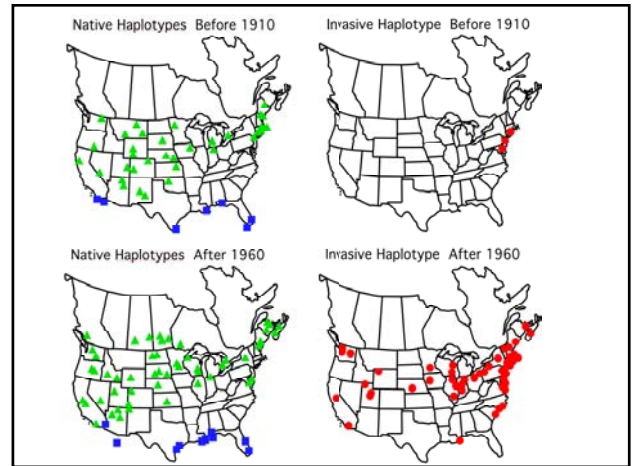 Native Haplotypes Before 1910
Invasive Haplotype Before 1910
Native Haplotypes After 1960
Invasive Haplotype After 1960